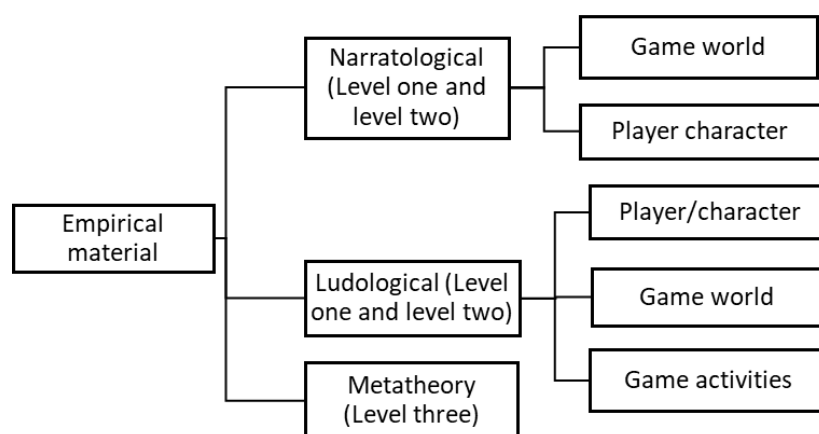 Empirical
material
Narratological
(Level one and
level two)
Game world
Player character
Ludological (Level
one and level two)
Player/character
Game world
Game activities
Metatheory
(Level three)